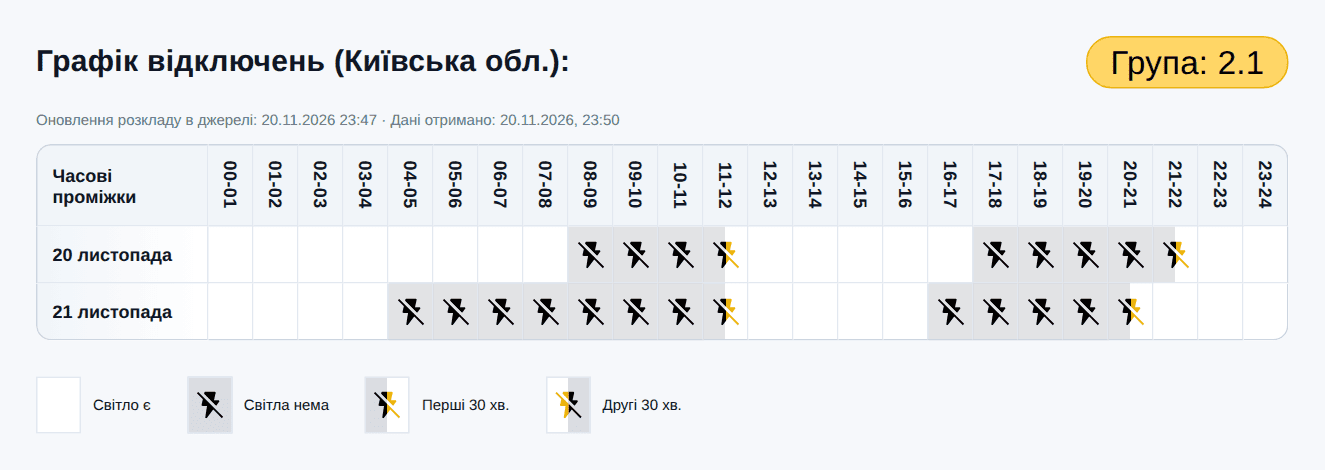 Графік відключень (Київська обл.):
Група: 2.1
Оновлення розкладу в джерелі: 20.11.2026 23:47 · Дані отримано: 20.11.2026, 23:50
Часові
проміжки
00-01
01-02
02-03
03-04
04-05
05-06
06-07
07-08
08-09
09-10
10-11
11-12
12-13
13-14
14-15
15-16
16-17
17-18
18-19
19-20
20-21
21-22
22-23
23-24
20 листопада
21 листопада
Світло є
Світла нема
Перші 30 хв.
Другі 30 хв.